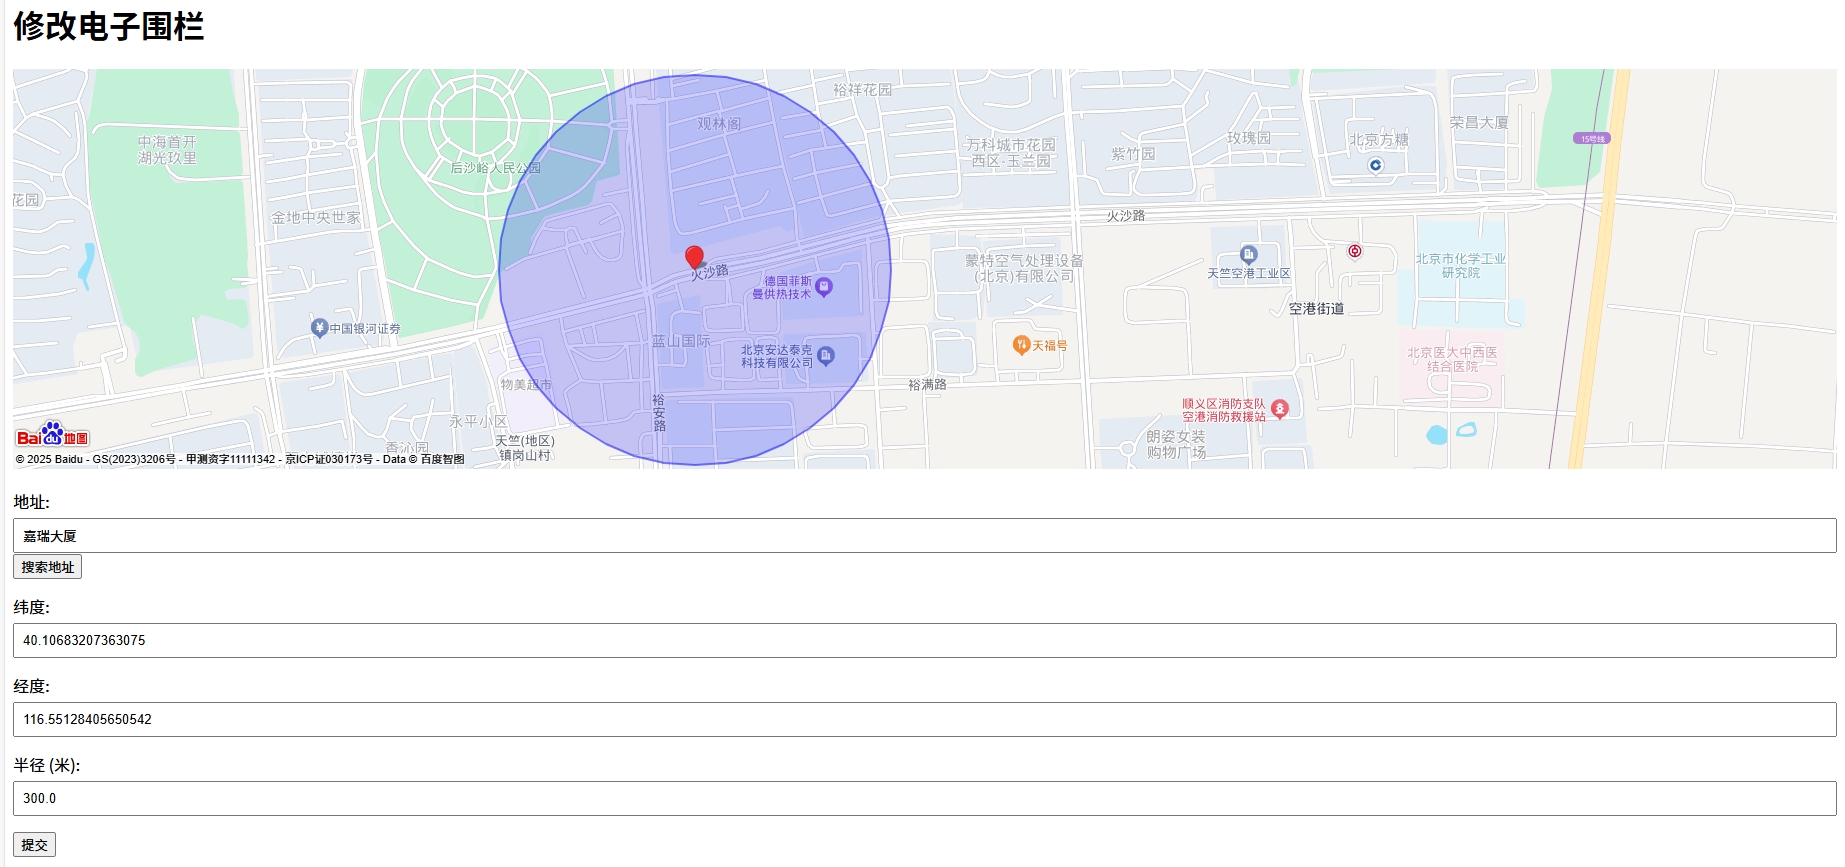 修改电子围栏
裕祥花园
观林阁
荣昌大厦
中海首开
湖光玖里
后沙峪人民公园
万科城市花园
西区-玉兰园
紫竹园
玫瑰园
北京方糖
15号线
花园
金地中央世家
火沙路
火沙路
蒙特空气处理设备
(北京)有限公司
天竺空港工业区
北京市化学工业
研究院
德国菲斯
曼供热技术
空港街道
中国银河证券
蓝山国际
北京安达泰克
科技有限公司
天福号
北京医大中西医
结合医院
物美超市
裕满路
裕安路
顺义区消防支队
空港消防救援站
永平小区
香沁园
天竺(地区)
镇岗山村
朗姿女装
购物广场
Bai du 地图
© 2025 Baidu - GS(2023)3206号 - 甲测资字11111342 - 京ICP证030173号 - Data © 百度智图
地址:
嘉瑞大厦
搜索地址
纬度:
40.10683207363075
经度:
116.55128405650542
半径 (米):
300.0
提交